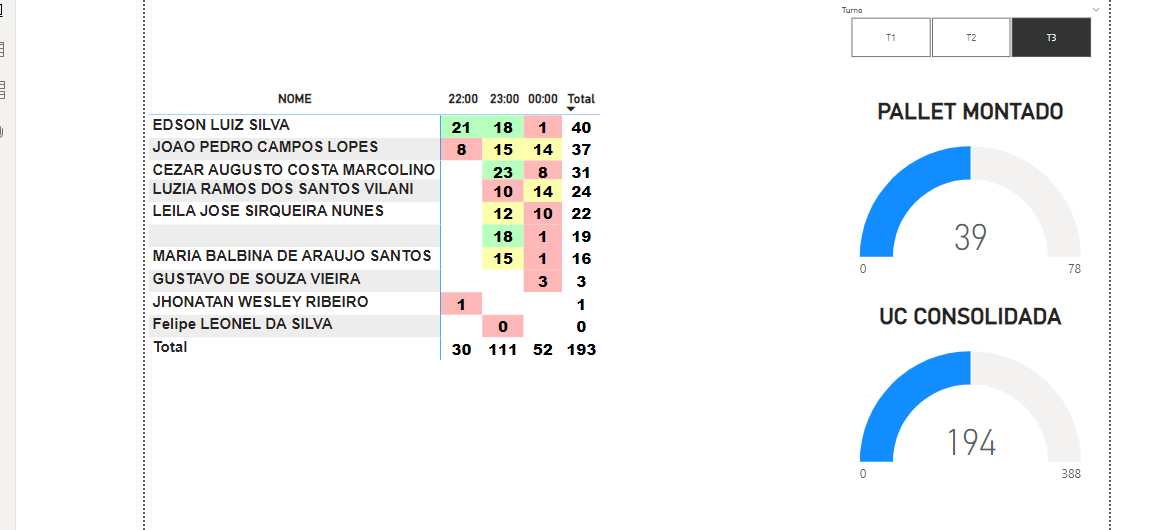 Turno
T1 T2 T3
NOME 22:00 23:00 00:00 Total
EDSON LUIZ SILVA 21 18 1 40
JOAO PEDRO CAMPOS LOPES 8 15 14 37
CEZAR AUGUSTO COSTA MARCOLINO 23 8 31
LUZIA RAMOS DOS SANTOS VILANI 10 14 24
LEILA JOSE SIRQUEIRA NUNES 12 10 22
18 1 19
MARIA BALBINA DE ARAUJO SANTOS 15 1 16
GUSTAVO DE SOUZA VIEIRA 3 3
JHONATAN WESLEY RIBEIRO 1 1
Felipe LEONEL DA SILVA 0 0
Total 30 111 52 193
PALLET MONTADO
39
0 78
UC CONSOLIDADA
194
0 388